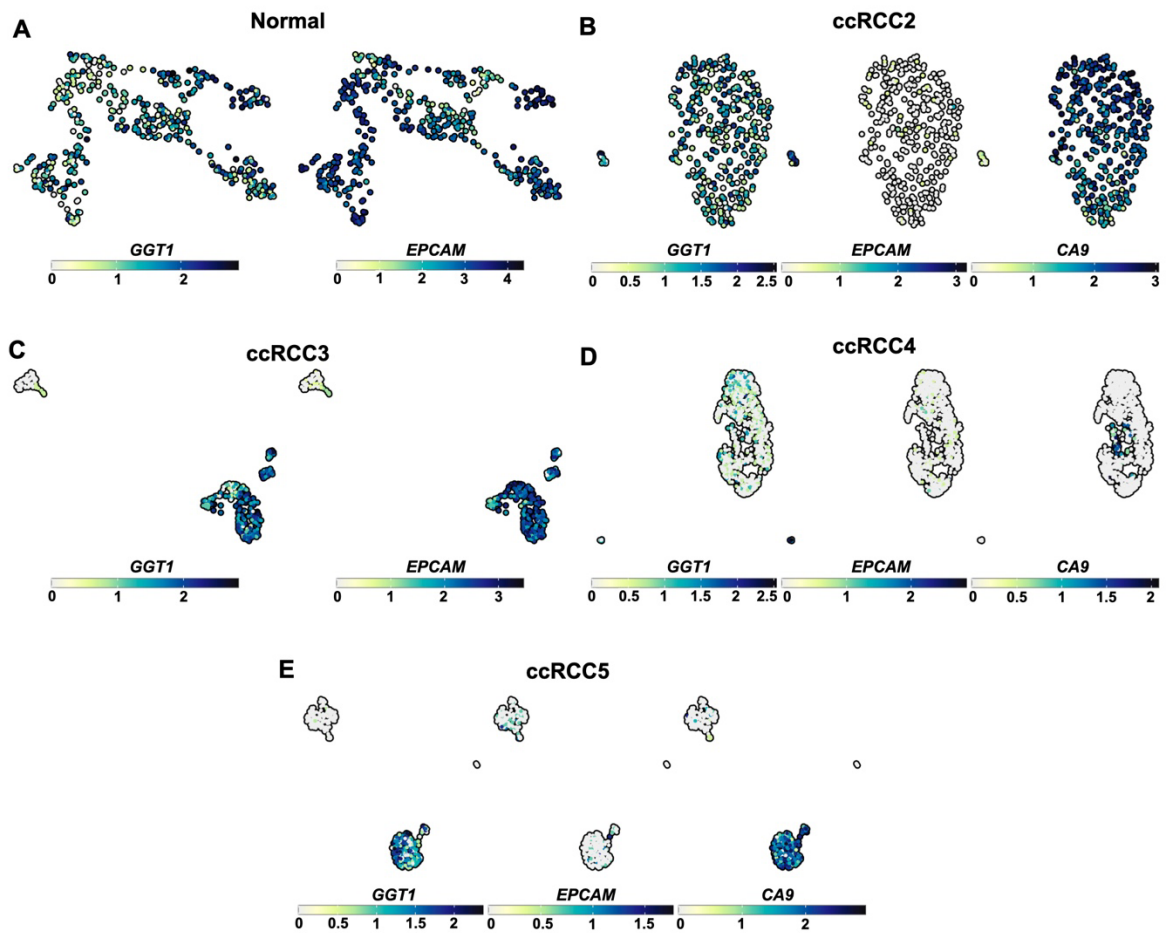 A
Normal
GGT1
0 1 2
EPCAM
0 1 2 3 4
B
ccRCC2
GGT1
0 0.5 1 1.5 2 2.5
EPCAM
0 1 2 3
CA9
0 1 2 3
C
ccRCC3
GGT1
0 1 2
EPCAM
0 1 2 3
D
ccRCC4
GGT1
0 0.5 1 1.5 2 2.5
EPCAM
0 1 2
CA9
0 0.5 1 1.5 2
E
ccRCC5
GGT1
0 0.5 1 1.5 2
EPCAM
0 0.5 1 1.5
CA9
0 1 2